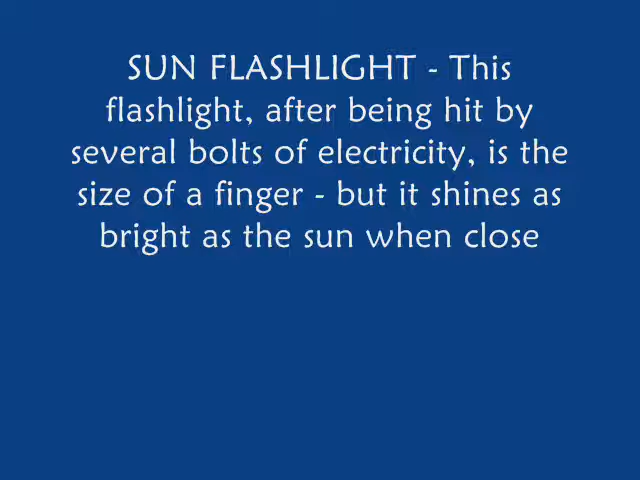 SUN FLASHLIGHT - This
flashlight, after being hit by
several bolts of electricity, is the
size of a finger - but it shines as
bright as the sun when close